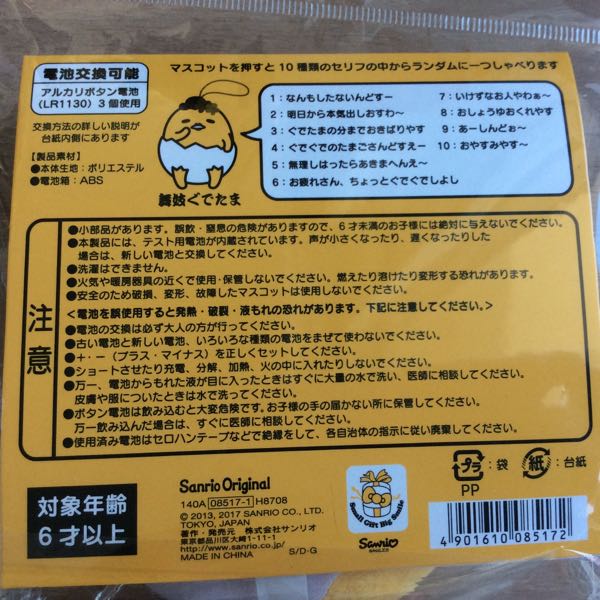 電池交換可能
アルカリボタン電池
(LR1130) 3個使用
交換方法の詳しい説明が
台紙内側にあります
【製品素材】
●本体生地：ポリエステル
●電池箱：ABS
マスコットを押すと10種類のセリフの中からランダムに一つしゃべります
舞妓ぐでたま
1：なんもしたないんどすー
2：明日から本気出しおすわ〜
3：ぐでたまの分までおきばりやす
4：ぐでぐでのたまごさんどすえー
5：無理しはったらあきまへんえ〜
6：お疲れさん、ちょっとぐでぐでしよし
7：いけずなお人やわぁ〜
8：おしょうゆおくれやす
9：あーしんどぉ〜
10：おやすみやす〜
注意
●小部品があります。誤飲・窒息の危険がありますので、6才未満のお子様には絶対に与えないでください。
●本製品には、テスト用電池が内蔵されています。声が小さくなったり、遅くなったりした
場合は、新しい電池と交換してください。
●洗濯はできません。
●火気や暖房器具の近くで使用・保管しないでください。燃えたり溶けたり変形する恐れがあります。
●安全のため破損、変形、故障したマスコットは使用しないでください。
<電池を誤使用すると発熱・破裂・液もれの恐れがあります。下記に注意してください。>
●電池の交換は必ず大人の方が行ってください。
●古い電池と新しい電池、いろいろな種類の電池をまぜて使わないでください。
●＋・－（プラス・マイナス）を正しくセットしてください。
●ショートさせたり充電、分解、加熱、火の中に入れたりしないでください。
●万一、電池からもれた液が目に入ったときはすぐに大量の水で洗い、医師に相談してください。
皮膚や服についたときは水で洗ってください。
●ボタン電池は飲み込むと大変危険です。お子様の手の届かない所に保管してください。
万一飲み込んだ場合は、すぐに医師に相談してください。
●使用済み電池はセロハンテープなどで絶縁をして、各自治体の指示に従い廃棄してください。
対象年齢
6才以上
Sanrio Original
140A 08517-1 H8708
© 2013, 2017 SANRIO CO., LTD.
TOKYO, JAPAN
著作・発売元 株式会社サンリオ
東京都品川区大崎1-11-1
http://www.sanrio.co.jp/
MADE IN CHINA
S/D·G
Small Gift Big Smile
Sanrio
プラ：袋
PP
紙：台紙
4 901610 085172